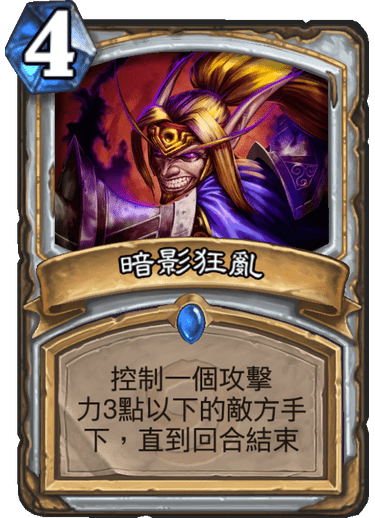 4
暗影狂亂
控制一個攻擊
力3點以下的敵方手
下，直到回合結束